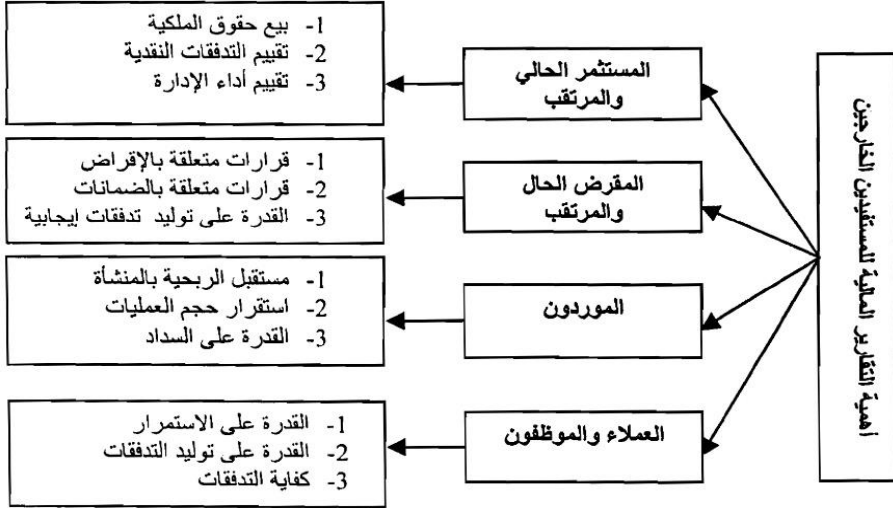 أهمية التقارير المالية للمستفيدين الخارجين
المستثمر الحالي
والمرتقب
1- بيع حقوق الملكية
2- تقييم التدفقات النقدية
3- تقييم أداء الإدارة
المقرض الحال
والمرتقب
1- قرارات متعلقة بالإقراض
2- قرارات متعلقة بالضمانات
3- القدرة على توليد تدفقات إيجابية
الموردون
1- مستقبل الربحية بالمنشأة
2- استقرار حجم العمليات
3- القدرة على السداد
العملاء والموظفون
1- القدرة على الاستمرار
2- القدرة على توليد التدفقات
3- كفاية التدفقات